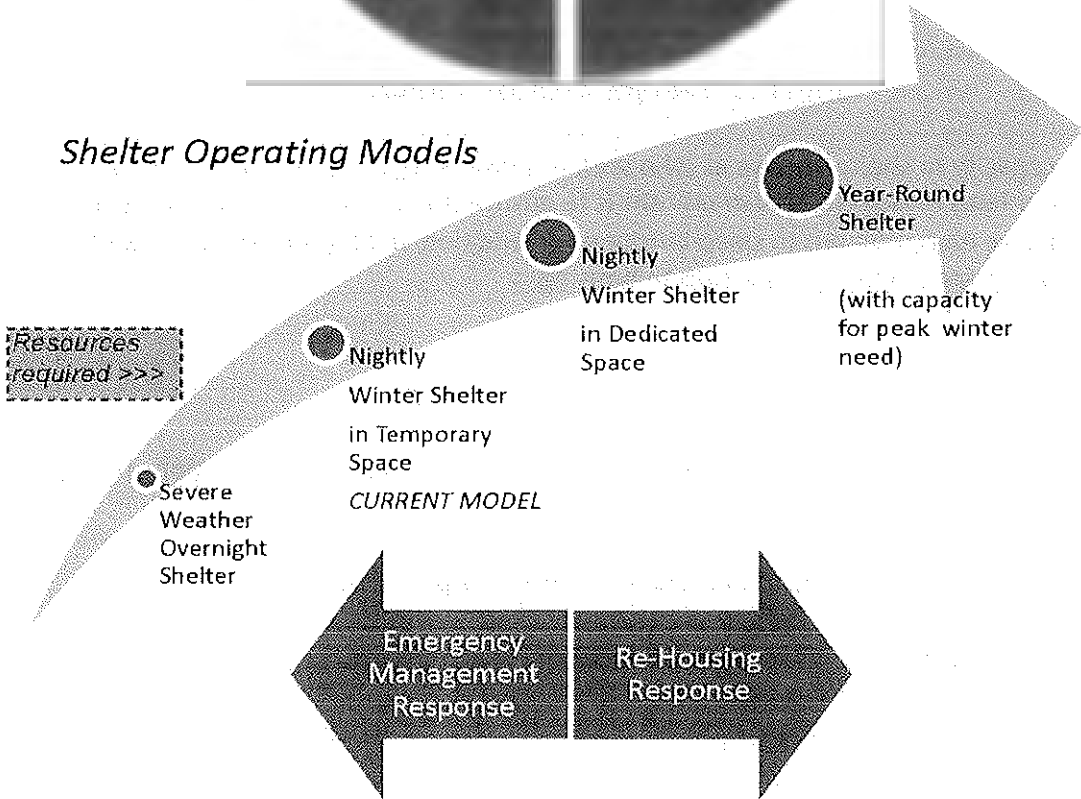 Shelter Operating Models
Resources
required >>>
Severe
Weather
Overnight
Shelter
Nightly
Winter Shelter
in Temporary
Space
CURRENT MODEL
Nightly
Winter Shelter
in Dedicated
Space
Year-Round
Shelter
(with capacity
for peak winter
need)
Emergency
Management
Response
Re-Housing
Response